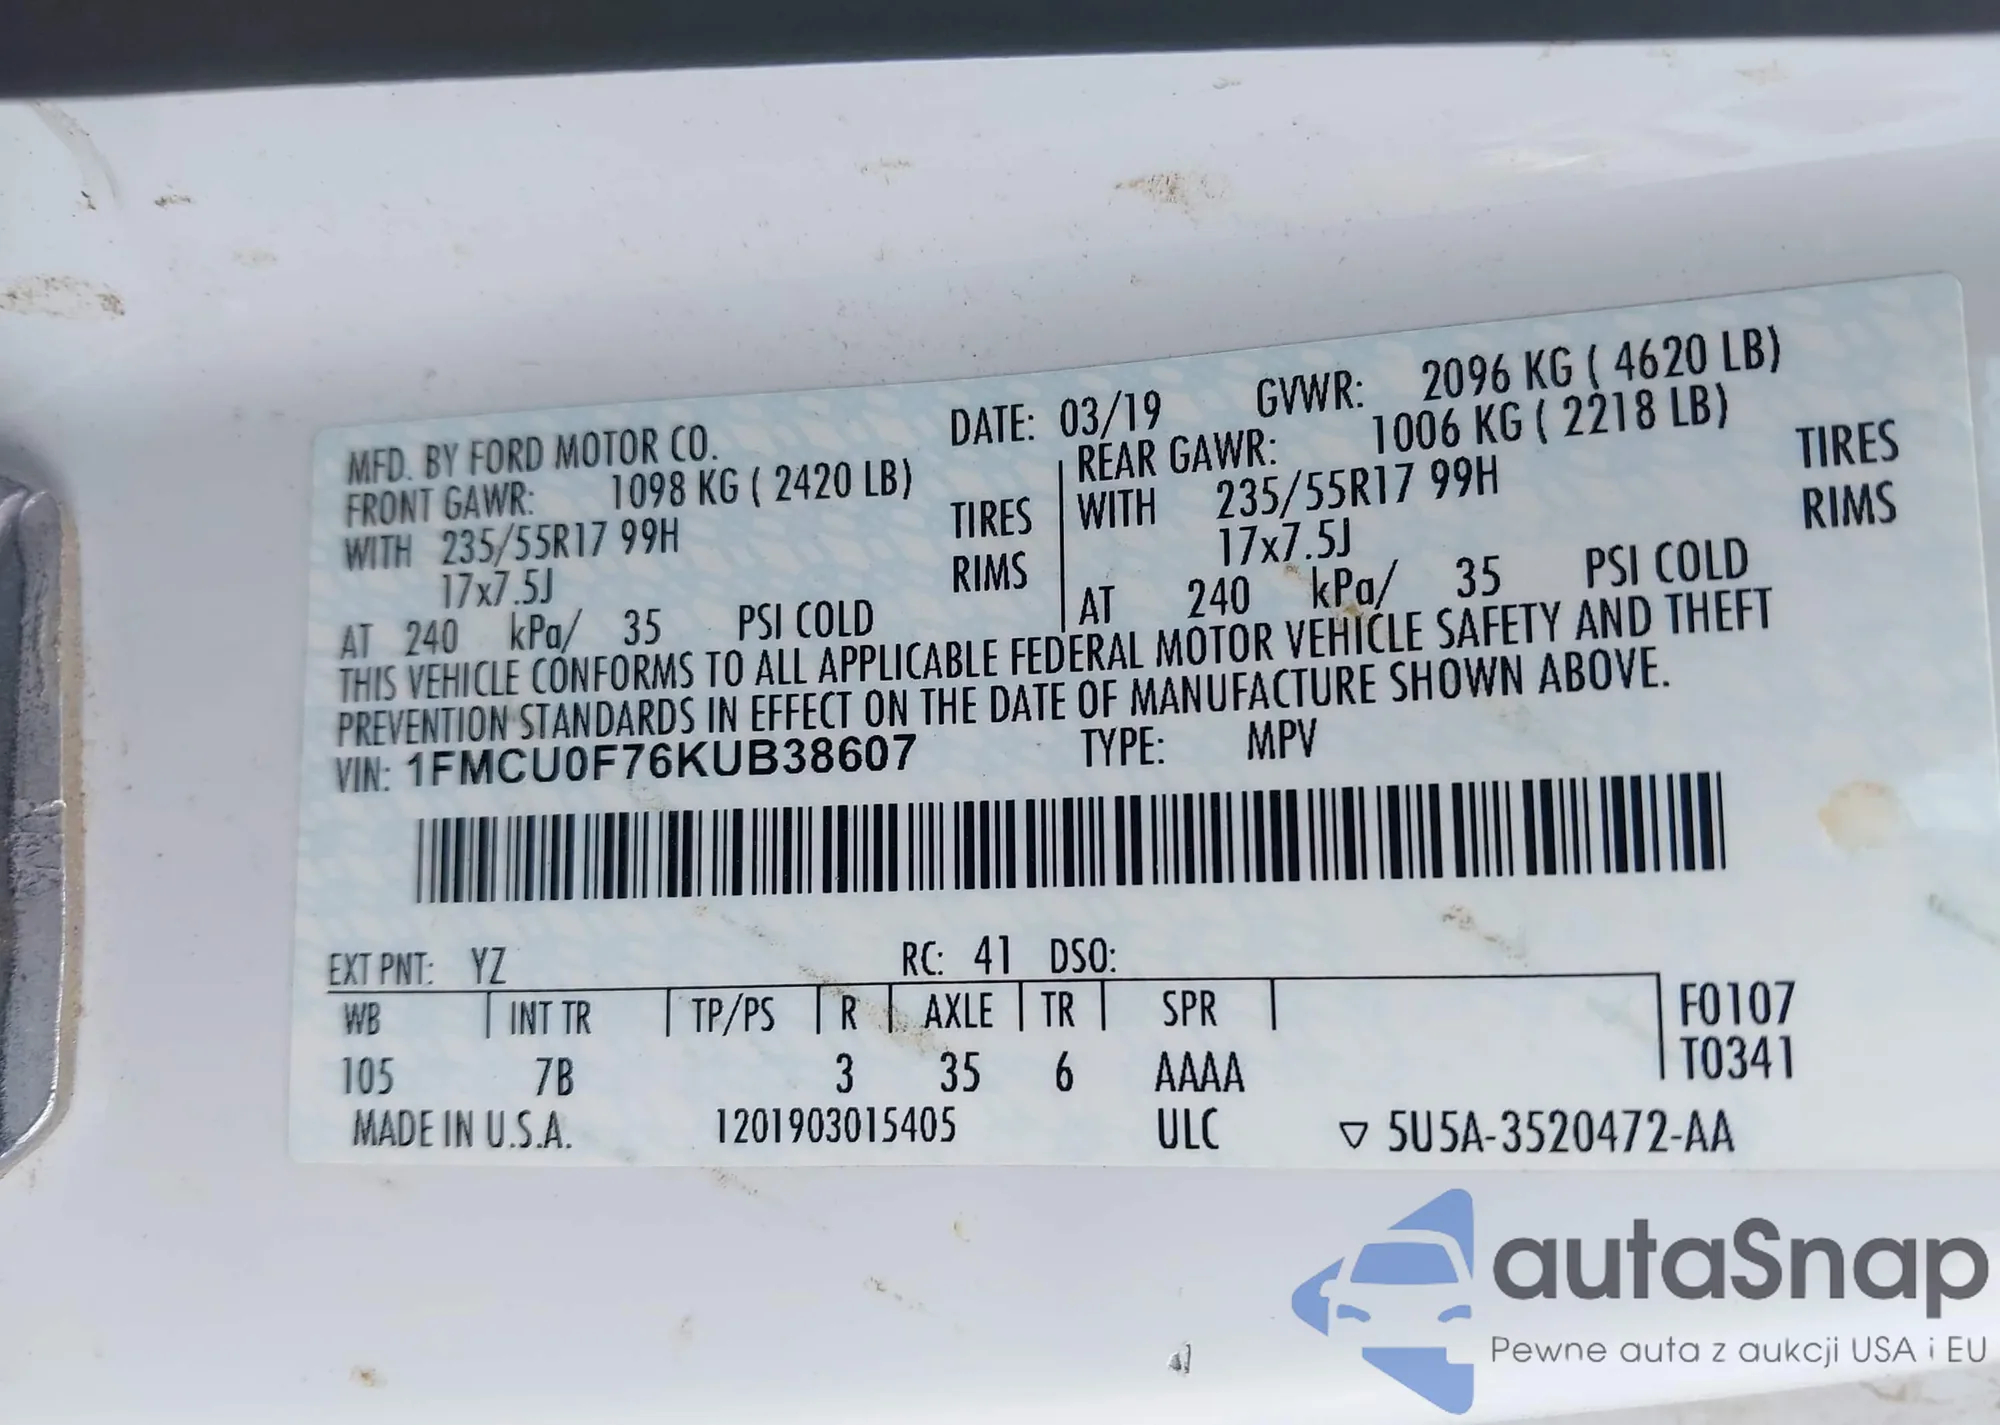 MFD. BY FORD MOTOR CO. DATE: 03/19 GVWR: 2096 KG ( 4620 LB)
FRONT GAWR: 1098 KG ( 2420 LB) REAR GAWR: 1006 KG ( 2218 LB)
WITH 235/55R17 99H TIRES WITH 235/55R17 99H TIRES
17x7.5J RIMS 17x7.5J RIMS
AT 240 kPa/ 35 PSI COLD AT 240 kPa/ 35 PSI COLD
THIS VEHICLE CONFORMS TO ALL APPLICABLE FEDERAL MOTOR VEHICLE SAFETY AND THEFT
PREVENTION STANDARDS IN EFFECT ON THE DATE OF MANUFACTURE SHOWN ABOVE.
VIN: 1FMCU0F76KUB38607 TYPE: MPV
EXT PNT: YZ RC: 41 DSO:
WB INT TR TP/PS R AXLE TR SPR F0107
105 7B 3 35 6 AAAA T0341
MADE IN U.S.A. 1201903015405 ULC ▽ 5U5A-3520472-AA
autaSnap
Pewne auta z aukcji USA i EU